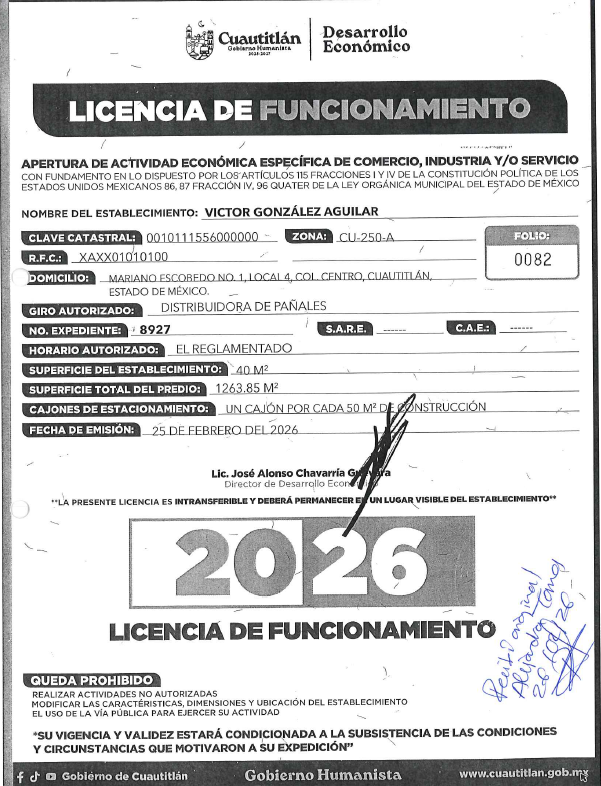 Cuautitlán
Gobierno Humanista
2025-2027
Desarrollo
Económico
LICENCIA DE FUNCIONAMIENTO
APERTURA DE ACTIVIDAD ECONÓMICA ESPECÍFICA DE COMERCIO, INDUSTRIA Y/O SERVICIO
CON FUNDAMENTO EN LO DISPUESTO POR LOS ARTÍCULOS 115 FRACCIONES I Y IV DE LA CONSTITUCIÓN POLÍTICA DE LOS
ESTADOS UNIDOS MEXICANOS 86, 87 FRACCIÓN IV, 96 QUATER DE LA LEY ORGÁNICA MUNICIPAL DEL ESTADO DE MÉXICO
NOMBRE DEL ESTABLECIMIENTO: VICTOR GONZÁLEZ AGUILAR
CLAVE CATASTRAL: 0010111556000000 ZONA: CU-250-A FOLIO:
R.F.C.: XAXX01010100 0082
DOMICILIO: MARIANO ESCOBEDO NO. 1, LOCAL 4, COL. CENTRO, CUAUTITLÁN,
ESTADO DE MÉXICO.
GIRO AUTORIZADO: DISTRIBUIDORA DE PAÑALES
NO. EXPEDIENTE: 8927 S.A.R.E. ------ C.A.E.: ------
HORARIO AUTORIZADO: EL REGLAMENTADO
SUPERFICIE DEL ESTABLECIMIENTO: 40 M²
SUPERFICIE TOTAL DEL PREDIO: 1263.85 M²
CAJONES DE ESTACIONAMIENTO: UN CAJÓN POR CADA 50 M² DE CONSTRUCCIÓN
FECHA DE EMISIÓN: 25 DE FEBRERO DEL 2026
Lic. José Alonso Chavarría Guevara
Director de Desarrollo Económico
**LA PRESENTE LICENCIA ES INTRANSFERIBLE Y DEBERÁ PERMANECER EN UN LUGAR VISIBLE DEL ESTABLECIMIENTO**
2026
LICENCIA DE FUNCIONAMIENTO
Recibí original
Alejandra
QUEDA PROHIBIDO
REALIZAR ACTIVIDADES NO AUTORIZADAS
MODIFICAR LAS CARACTERÍSTICAS, DIMENSIONES Y UBICACIÓN DEL ESTABLECIMIENTO
EL USO DE LA VÍA PÚBLICA PARA EJERCER SU ACTIVIDAD
"SU VIGENCIA Y VALIDEZ ESTARÁ CONDICIONADA A LA SUBSISTENCIA DE LAS CONDICIONES
Y CIRCUNSTANCIAS QUE MOTIVARON A SU EXPEDICIÓN"
Gobierno de Cuautitlán Gobierno Humanista www.cuautitlan.gob.mx